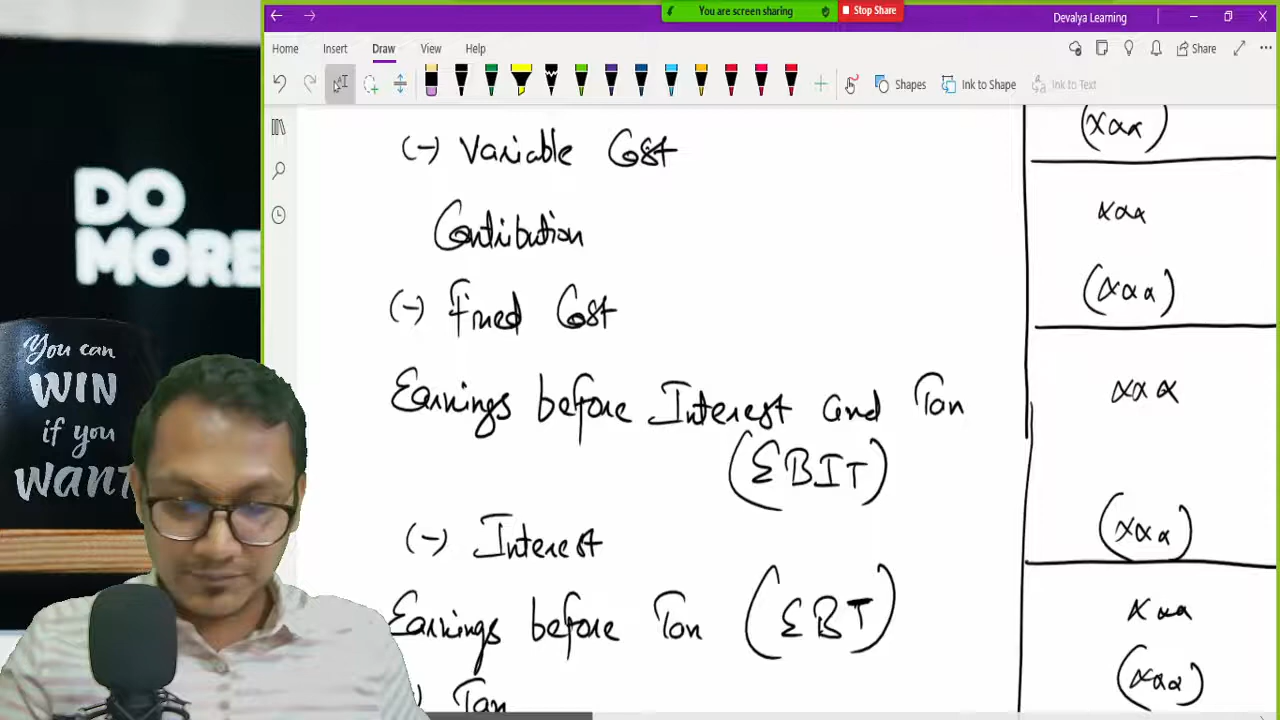 You are screen sharing
Stop Share
Devalya Learning
Home Insert Draw View Help
Share
Shapes
Ink to Shape
Ink to Text
DO
MORE
You can
WIN
if you
Want
(xxx)
(-) Variable Cost
Contibution xxx
(-) Fixed Cost (xxx)
Earnings before Interest and Tax xxx
(EBIT)
(-) Interest (xxx)
Earnings before Tax (EBT) xxx
) Tax (xxx)